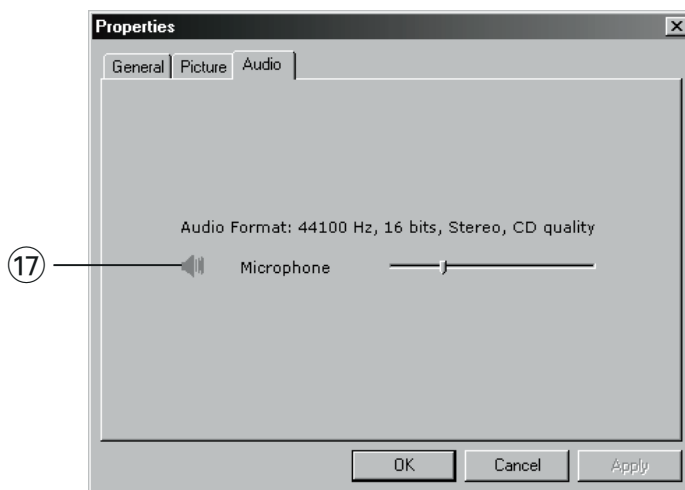 Properties
General Picture Audio
Audio Format: 44100 Hz, 16 bits, Stereo, CD quality
⑰ Microphone
OK Cancel Apply